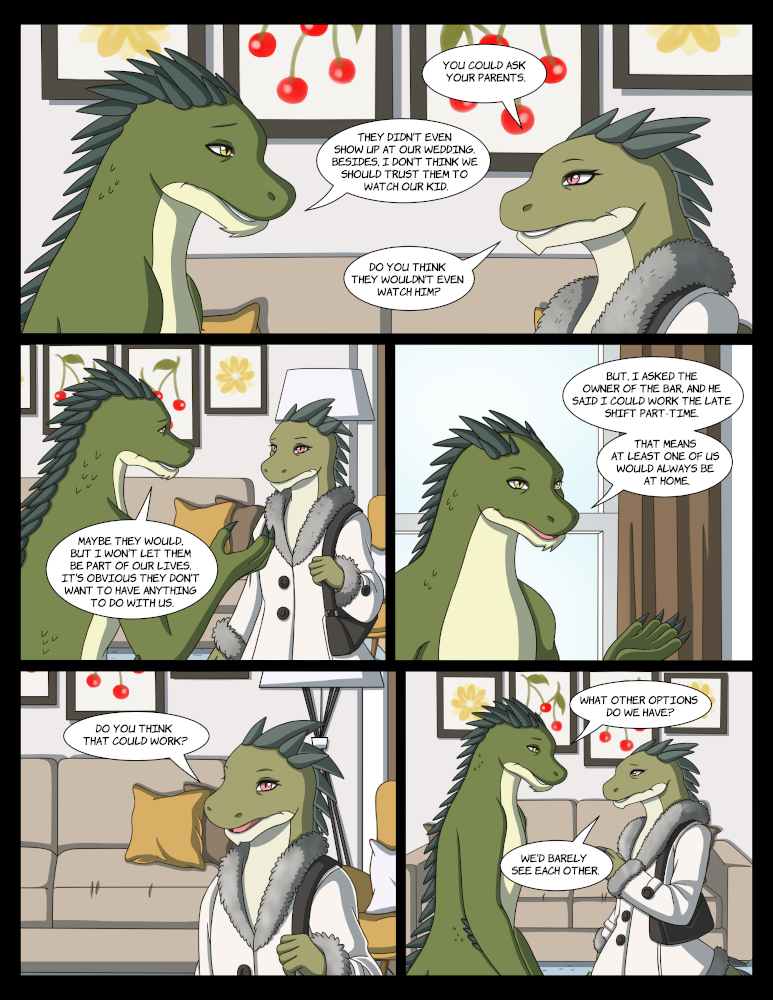 YOU COULD ASK
YOUR PARENTS.
THEY DIDN'T EVEN
SHOW UP AT OUR WEDDING.
BESIDES, I DON'T THINK WE
SHOULD TRUST THEM TO
WATCH OUR KID.
DO YOU THINK
THEY WOULDN'T EVEN
WATCH HIM?
MAYBE THEY WOULD,
BUT I WON'T LET THEM
BE PART OF OUR LIVES.
IT'S OBVIOUS THEY DON'T
WANT TO HAVE ANYTHING
TO DO WITH US.
BUT, I ASKED THE
OWNER OF THE BAR, AND HE
SAID I COULD WORK THE LATE
SHIFT PART-TIME.
THAT MEANS
AT LEAST ONE OF US
WOULD ALWAYS BE
AT HOME.
DO YOU THINK
THAT COULD WORK?
WHAT OTHER OPTIONS
DO WE HAVE?
WE'D BARELY
SEE EACH OTHER.